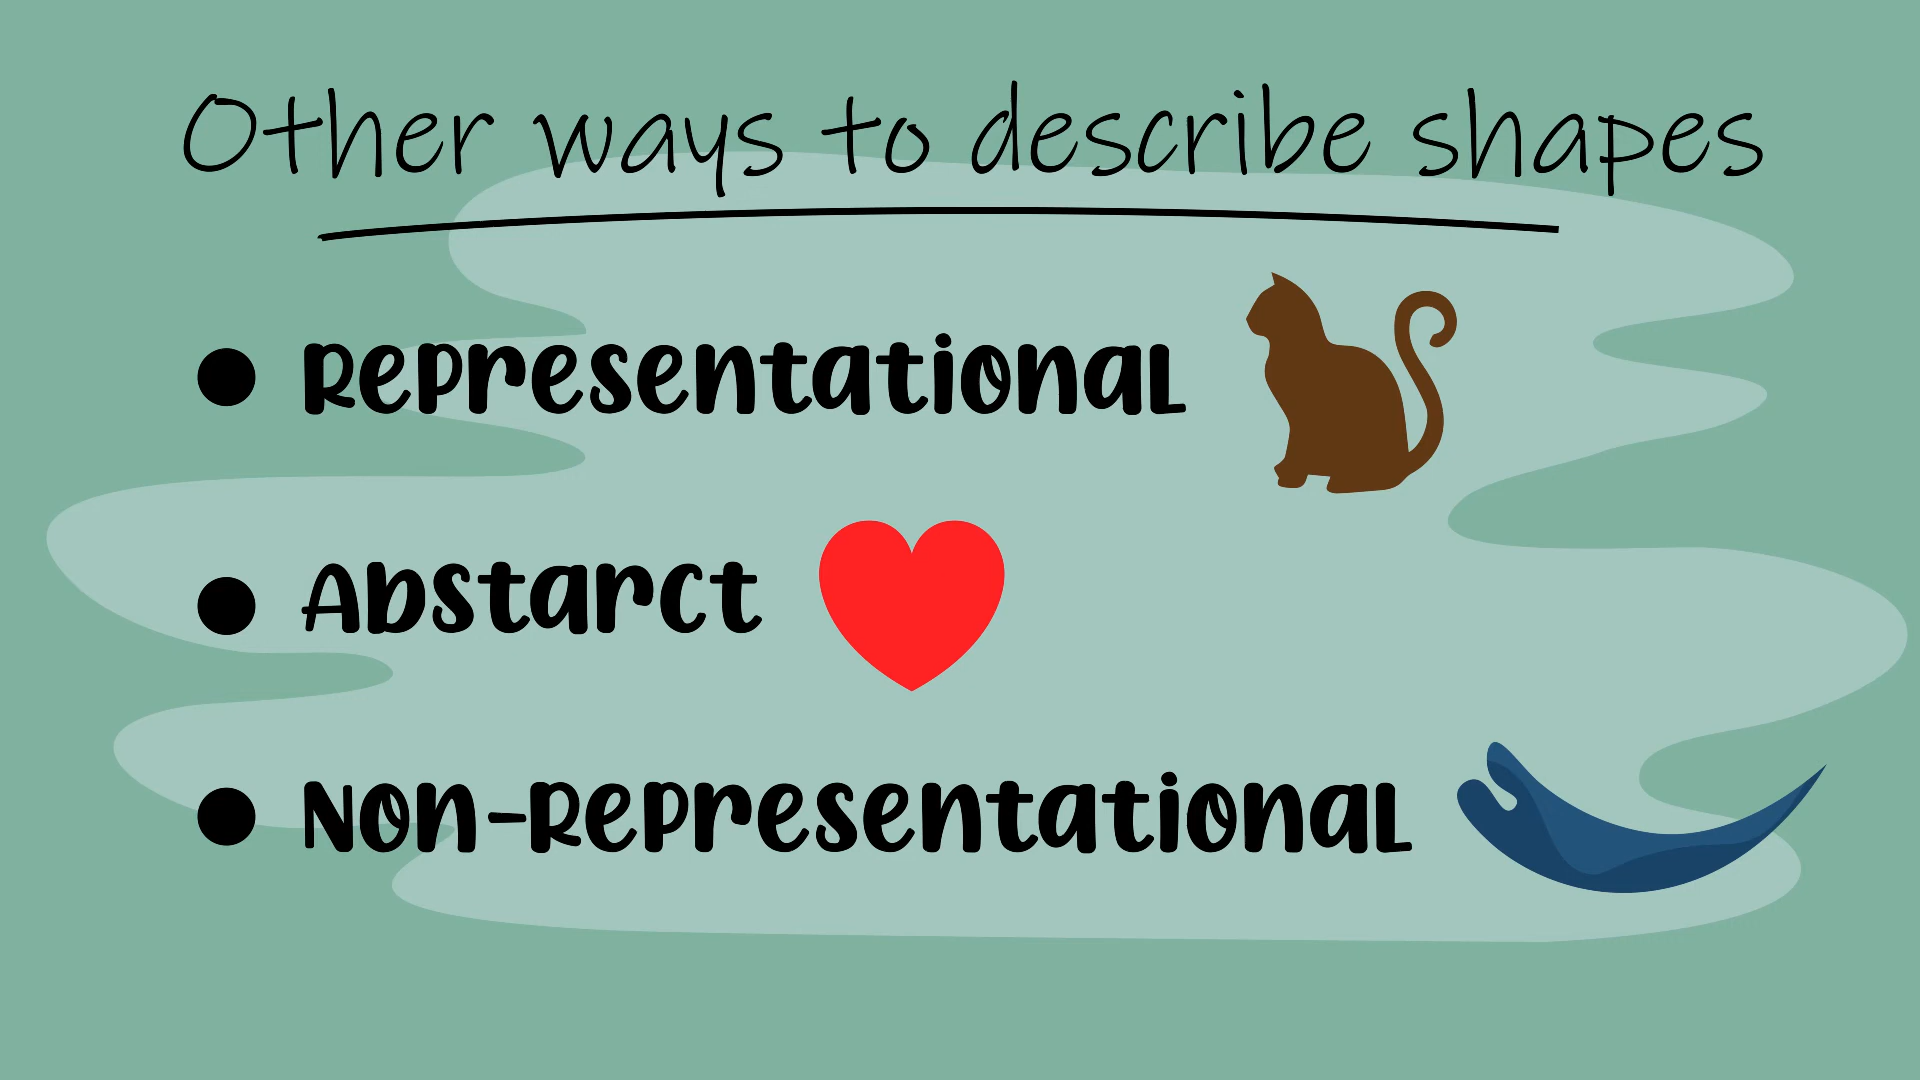 Other ways to describe shapes
● Representational
● Abstarct
● Non-Representational